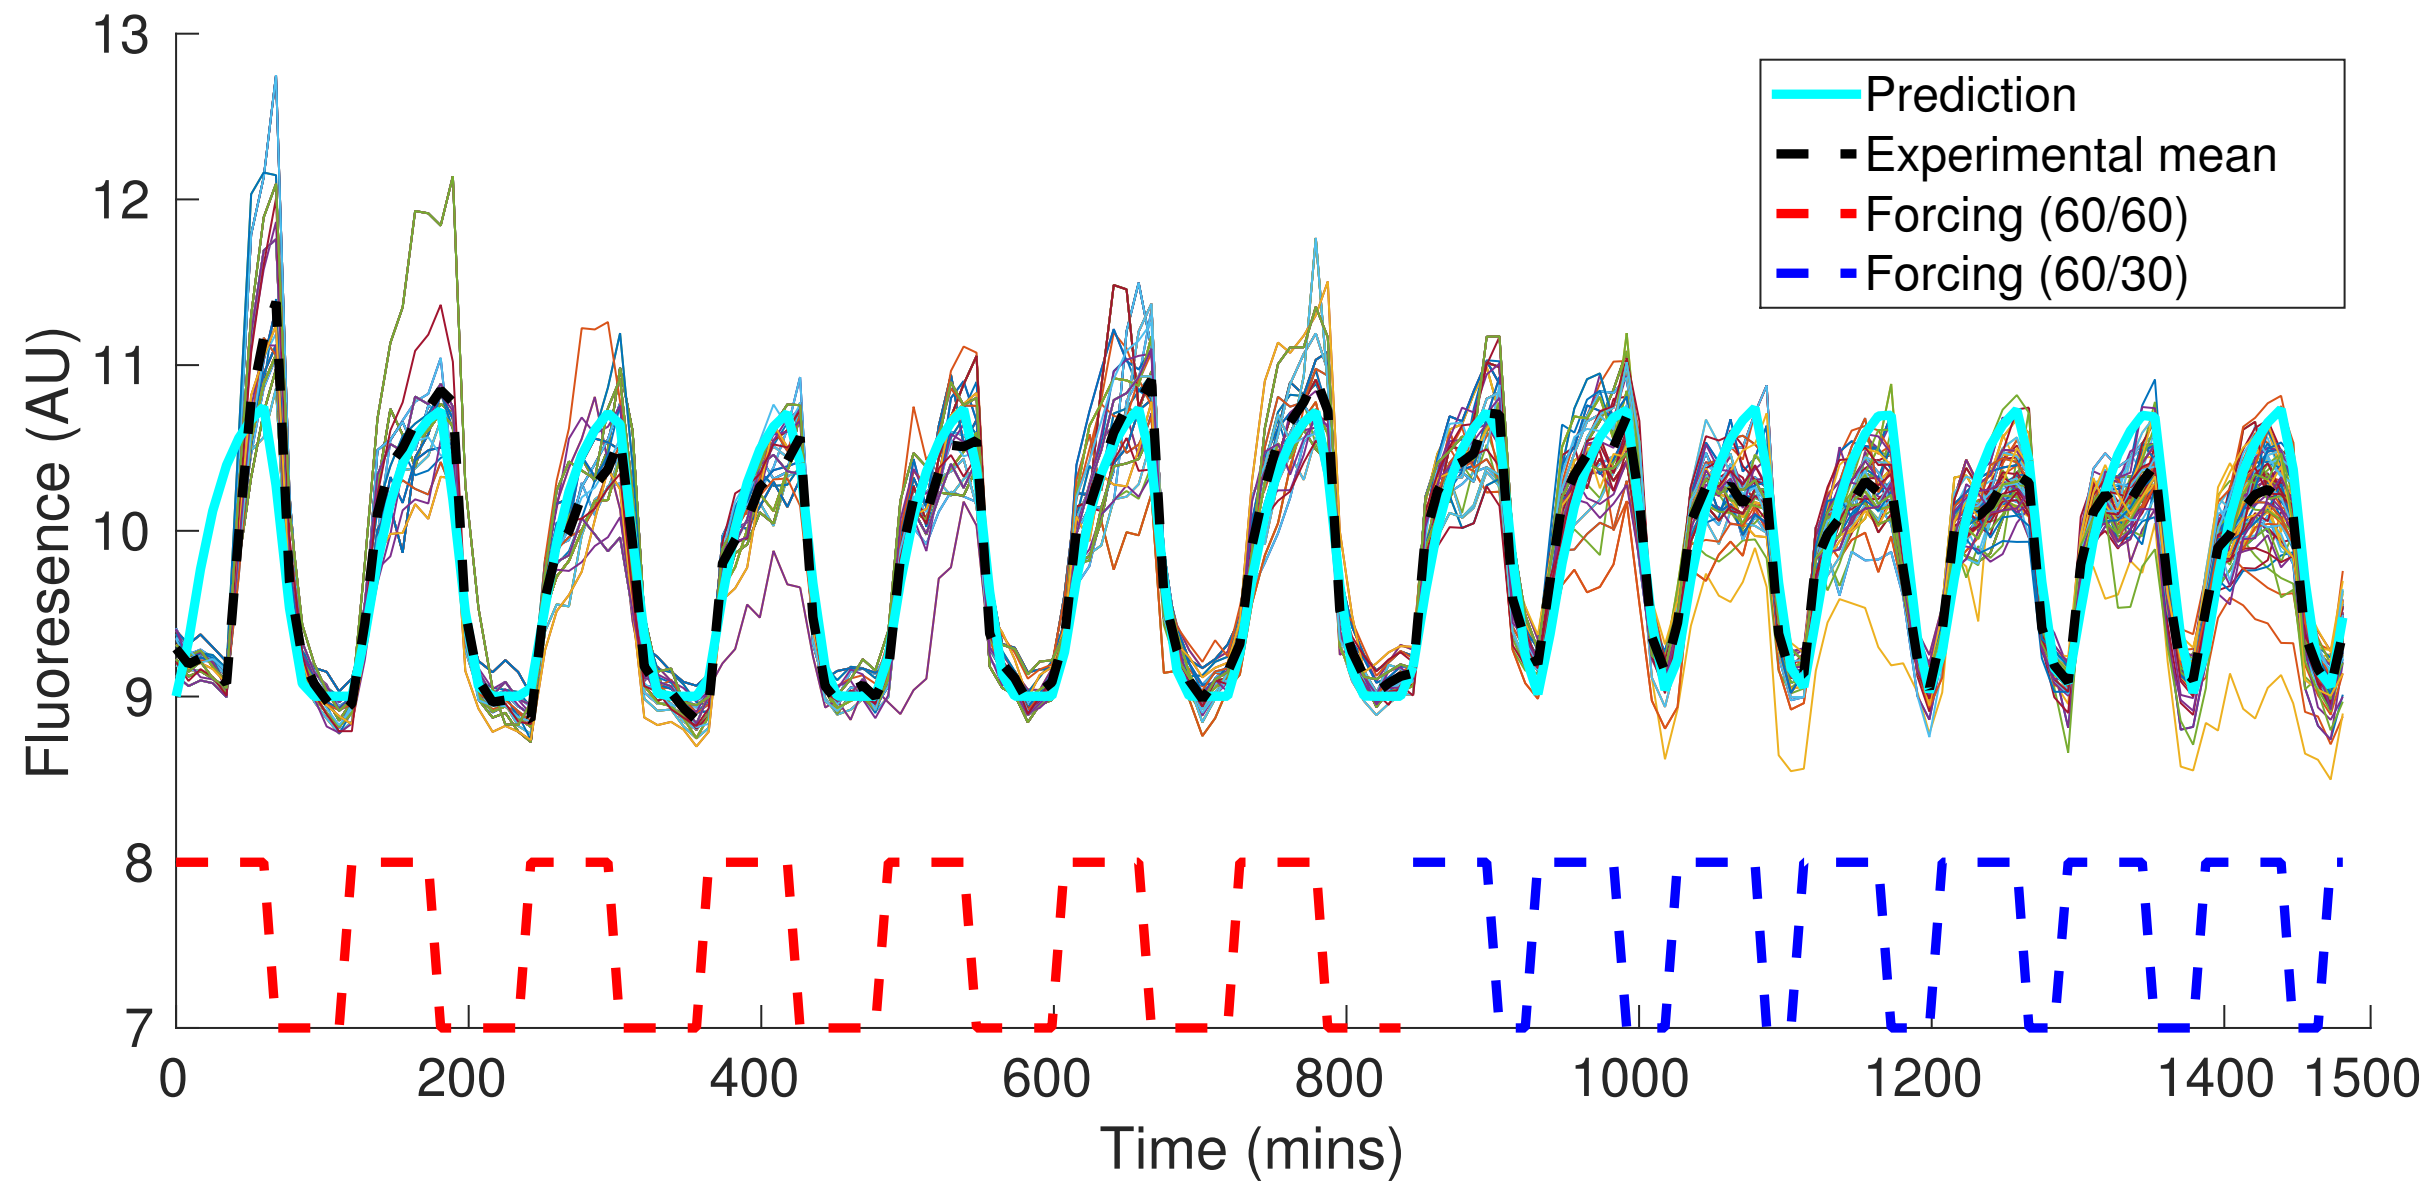 13
12
11
10
9
8
7
Fluoresence (AU)
Prediction
Experimental mean
Forcing (60/60)
Forcing (60/30)
0 200 400 600 800 1000 1200 1400 1500
Time (mins)